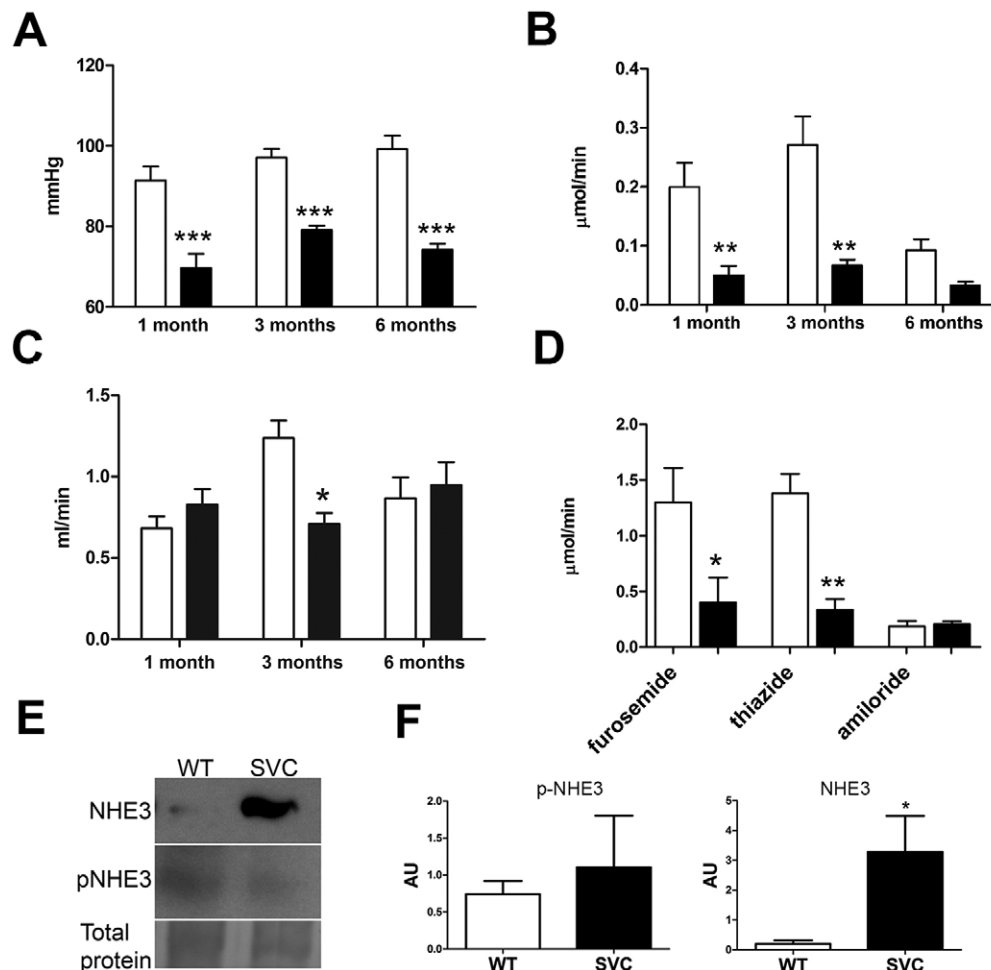 A
120
100
80
60
mmHg
***
***
***
1 month
3 months
6 months
B
0.4
0.3
0.2
0.1
0.0
µmol/min
**
**
1 month
3 months
6 months
C
1.5
1.0
0.5
0.0
ml/min
*
1 month
3 months
6 months
D
2.0
1.5
1.0
0.5
0.0
µmol/min
*
**
furosemide
thiazide
amiloride
E
WT SVC
NHE3
pNHE3
Total
protein
F
p-NHE3
2.0
1.5
1.0
0.5
0.0
AU
WT
SVC
NHE3
5
4
3
2
1
0
AU
*
WT
SVC